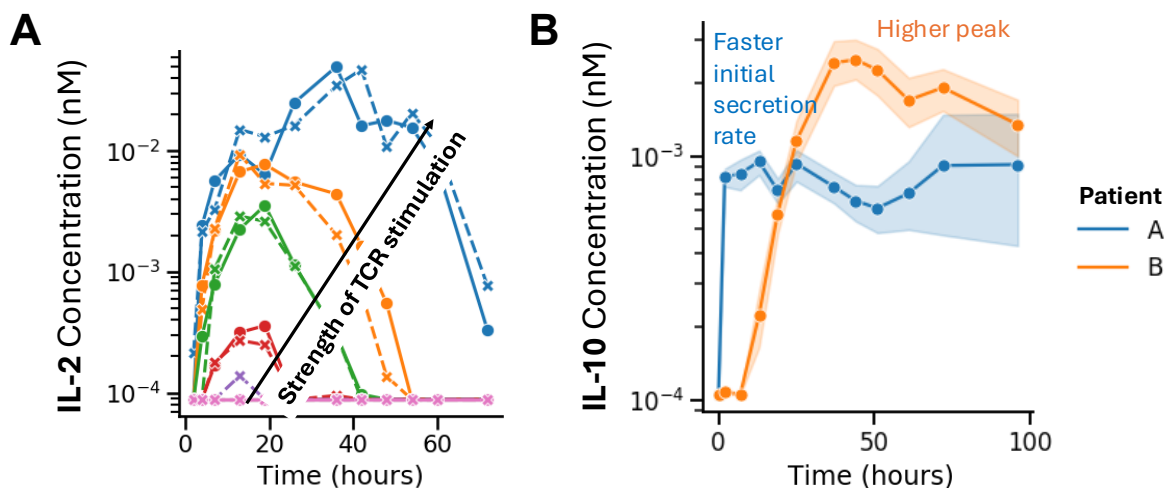 A
IL-2 Concentration (nM)
10⁻²
10⁻³
10⁻⁴
Strength of TCR stimulation
0 20 40 60
Time (hours)
B
IL-10 Concentration (nM)
Faster
initial
secretion
rate
Higher peak
10⁻³
10⁻⁴
0 50 100
Time (hours)
Patient
A
B